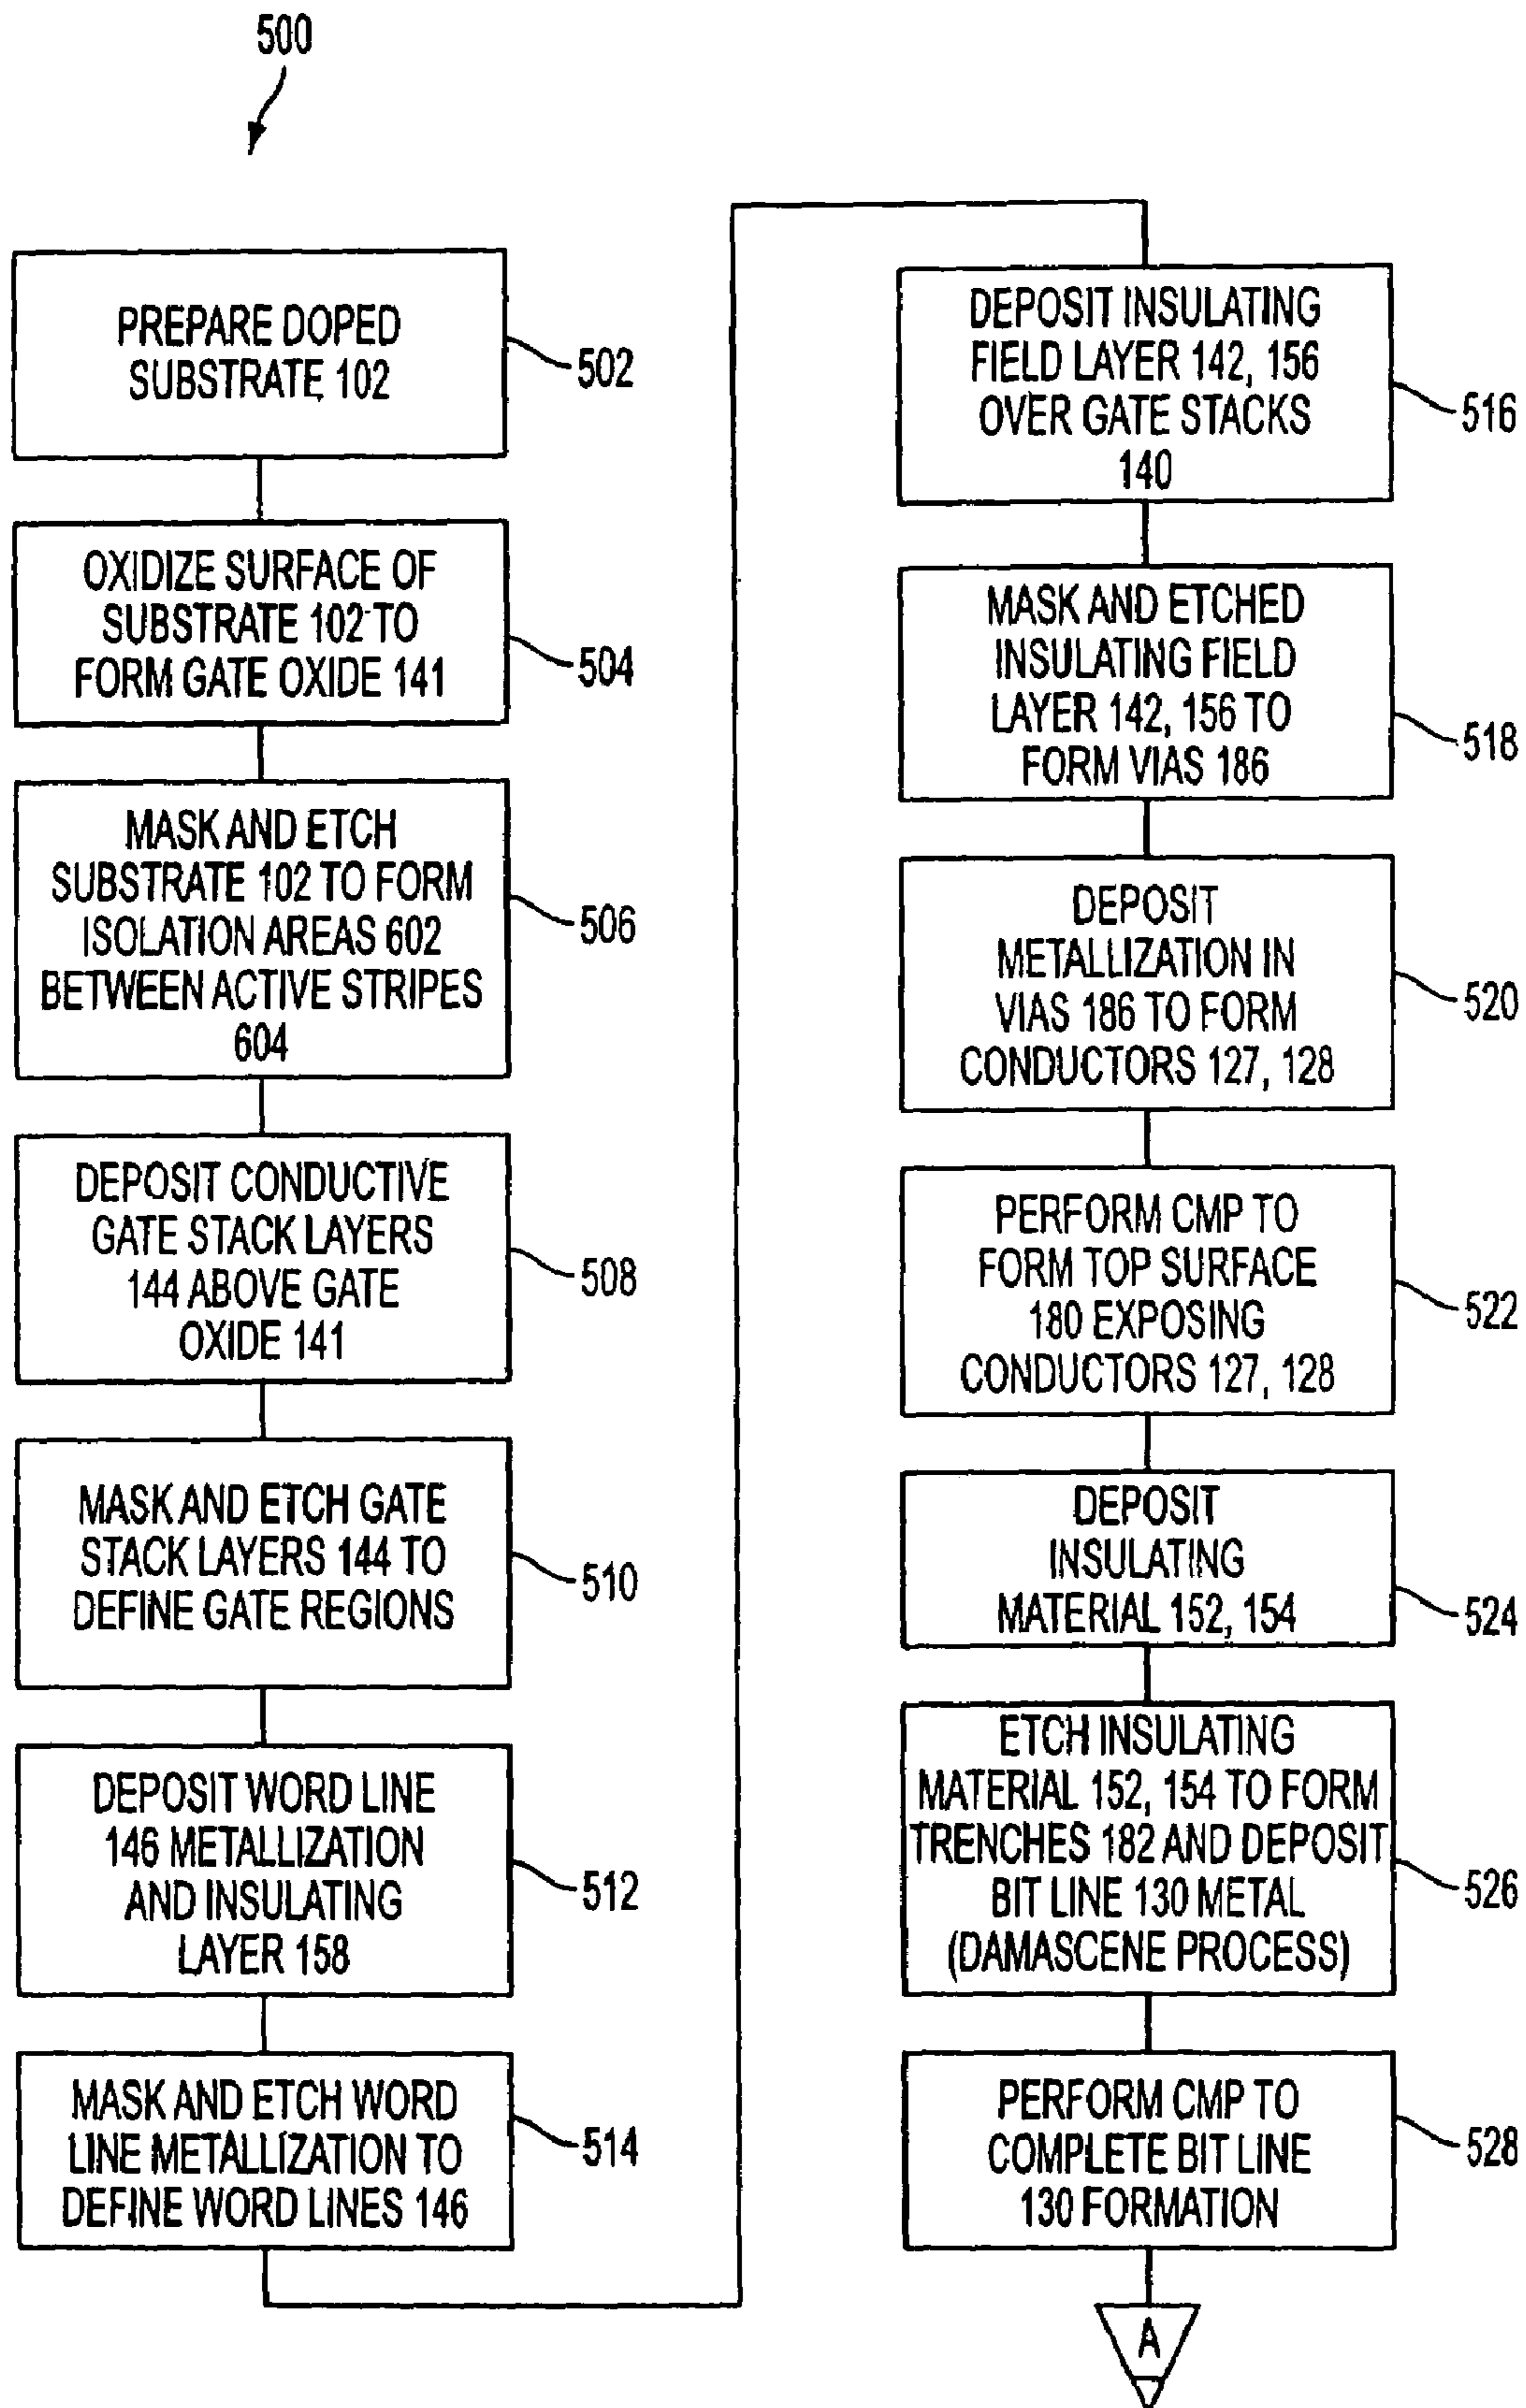 500
PREPARE DOPED
SUBSTRATE 102
502
OXIDIZE SURFACE OF
SUBSTRATE 102 TO
FORM GATE OXIDE 141
504
MASK AND ETCH
SUBSTRATE 102 TO FORM
ISOLATION AREAS 602
BETWEEN ACTIVE STRIPES
604
506
DEPOSIT CONDUCTIVE
GATE STACK LAYERS
144 ABOVE GATE
OXIDE 141
508
MASK AND ETCH GATE
STACK LAYERS 144 TO
DEFINE GATE REGIONS
510
DEPOSIT WORD LINE
146 METALLIZATION
AND INSULATING
LAYER 158
512
MASK AND ETCH WORD
LINE METALLIZATION TO
DEFINE WORD LINES 146
514
DEPOSIT INSULATING
FIELD LAYER 142, 156
OVER GATE STACKS
140
516
MASK AND ETCHED
INSULATING FIELD
LAYER 142, 156 TO
FORM VIAS 186
518
DEPOSIT
METALLIZATION IN
VIAS 186 TO FORM
CONDUCTORS 127, 128
520
PERFORM CMP TO
FORM TOP SURFACE
180 EXPOSING
CONDUCTORS 127, 128
522
DEPOSIT
INSULATING
MATERIAL 152, 154
524
ETCH INSULATING
MATERIAL 152, 154 TO FORM
TRENCHES 182 AND DEPOSIT
BIT LINE 130 METAL
(DAMASCENE PROCESS)
526
PERFORM CMP TO
COMPLETE BIT LINE
130 FORMATION
528
A